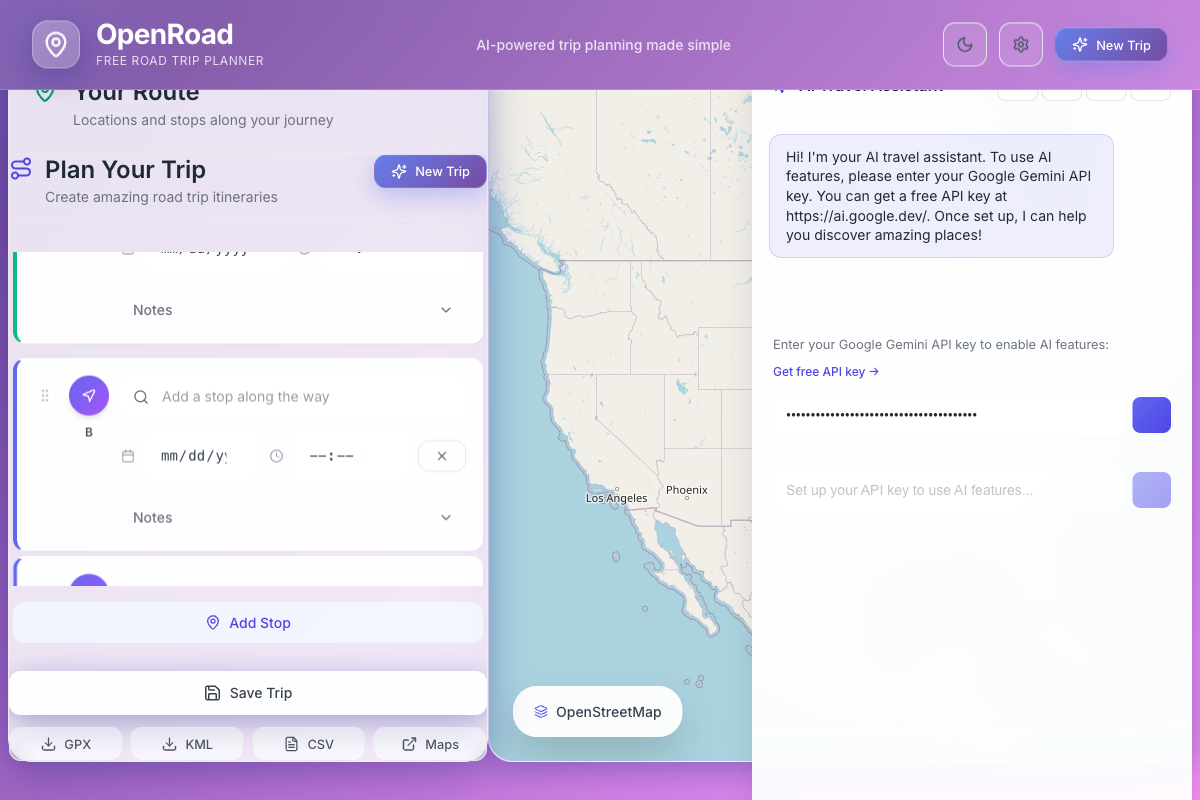 OpenRoad
FREE ROAD TRIP PLANNER
AI-powered trip planning made simple
New Trip
Your Route
Locations and stops along your journey
Plan Your Trip
Create amazing road trip itineraries
New Trip
Notes
Add a stop along the way
B
mm/dd/yy
--:--
Notes
Add Stop
Save Trip
GPX
KML
CSV
Maps
Los Angeles
Phoenix
OpenStreetMap
AI Travel Assistant
Hi! I'm your AI travel assistant. To use AI
features, please enter your Google Gemini API
key. You can get a free API key at
https://ai.google.dev/. Once set up, I can help
you discover amazing places!
Enter your Google Gemini API key to enable AI features:
Get free API key →
•••••••••••••••••••••••••••••••••••••••
Set up your API key to use AI features...